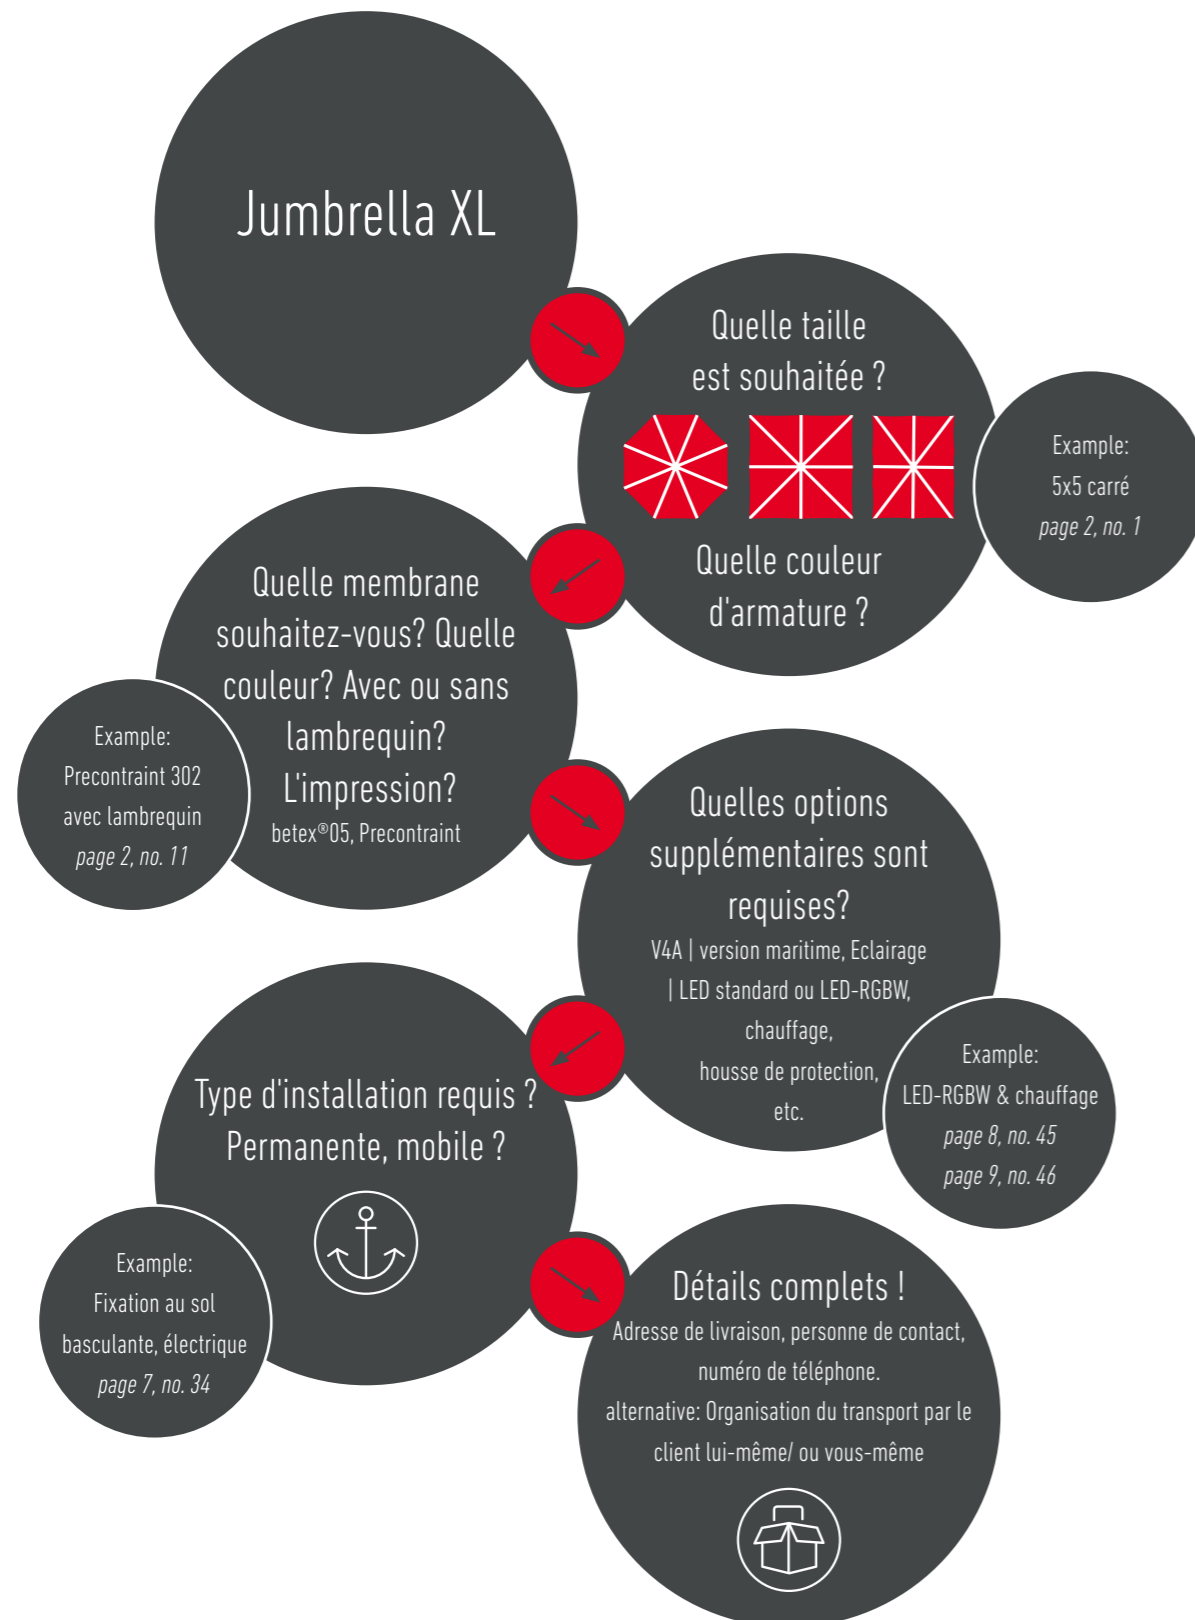 Jumbrella XL
Quelle taille
est souhaitée ?
Quelle couleur
d'armature ?
Example:
5x5 carré
page 2, no. 1
Quelle membrane
souhaitez-vous? Quelle
couleur? Avec ou sans
lambrequin?
L'impression?
betex®05, Precontraint
Example:
Precontraint 302
avec lambrequin
page 2, no. 11
Quelles options
supplémentaires sont
requises?
V4A | version maritime, Eclairage
| LED standard ou LED-RGBW,
chauffage,
housse de protection,
etc.
Example:
LED-RGBW & chauffage
page 8, no. 45
page 9, no. 46
Type d'installation requis ?
Permanente, mobile ?
Example:
Fixation au sol
basculante, électrique
page 7, no. 34
Détails complets !
Adresse de livraison, personne de contact,
numéro de téléphone.
alternative: Organisation du transport par le
client lui-même/ ou vous-même